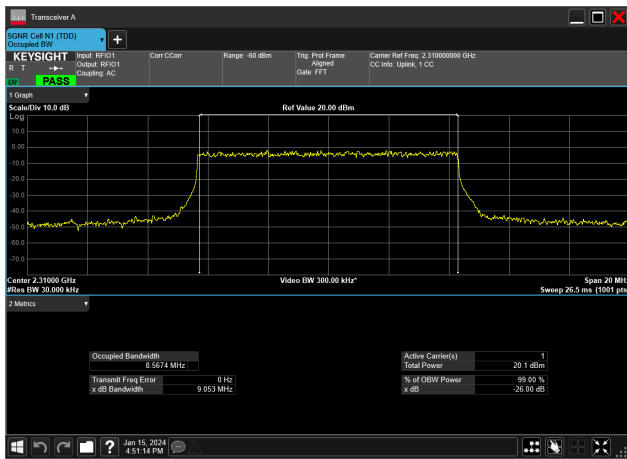 Transceiver A
5GNR Cell N1 (TDD)
Occupied BW
KEYSIGHT
R T
PASS
Input: RFIO1
Output: RFIO1
Coupling: AC
Corr CCorr
Range: -60 dBm
Trig: Prot Frame
Aligned
Gate: FFT
Carrier Ref Freq: 2.310000000 GHz
CC Info: Uplink, 1 CC
1 Graph
Scale/Div 10.0 dB
Ref Value 20.00 dBm
Log
10.0
0.00
-10.0
-20.0
-30.0
-40.0
-50.0
-60.0
-70.0
Center 2.31000 GHz
Video BW 300.00 kHz*
Span 20 MH
#Res BW 30.000 kHz
Sweep 26.5 ms (1001 pts
2 Metrics
Occupied Bandwidth
8.5674 MHz
Active Carrier(s) 1
Total Power 20.1 dBm
Transmit Freq Error 0 Hz
x dB Bandwidth 9.053 MHz
% of OBW Power 99.00 %
x dB -26.00 dB
?
Jan 15, 2024
4:51:14 PM